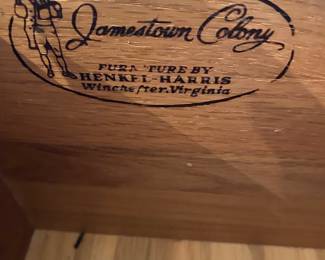 Jamestown Colony
FURNITURE BY
HENKEL-HARRIS
Winchester, Virginia